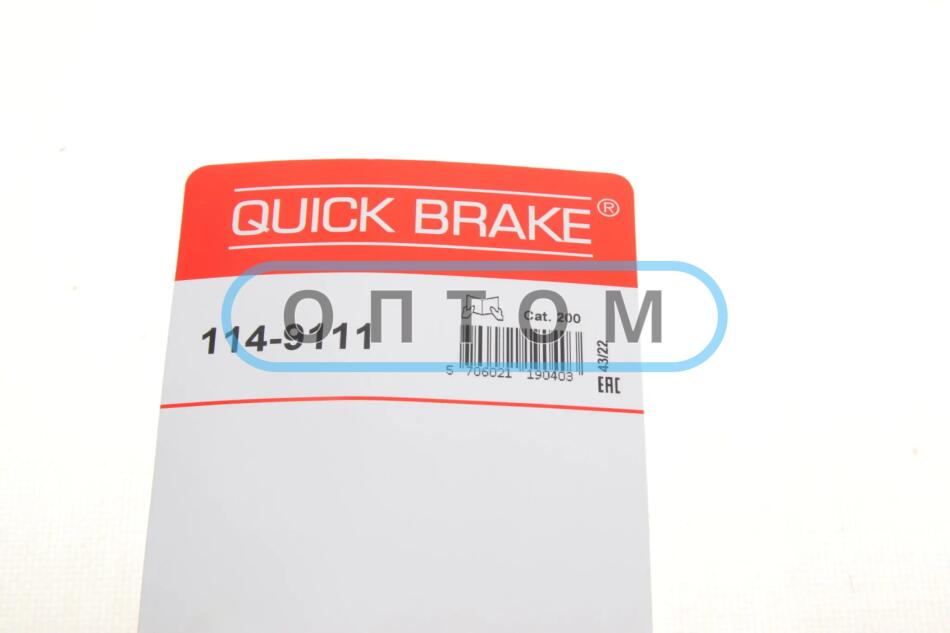 QUICK BRAKE®
ОПТОМ
Cat. 200
114-9111
5 706021 190403
43/22
EAC